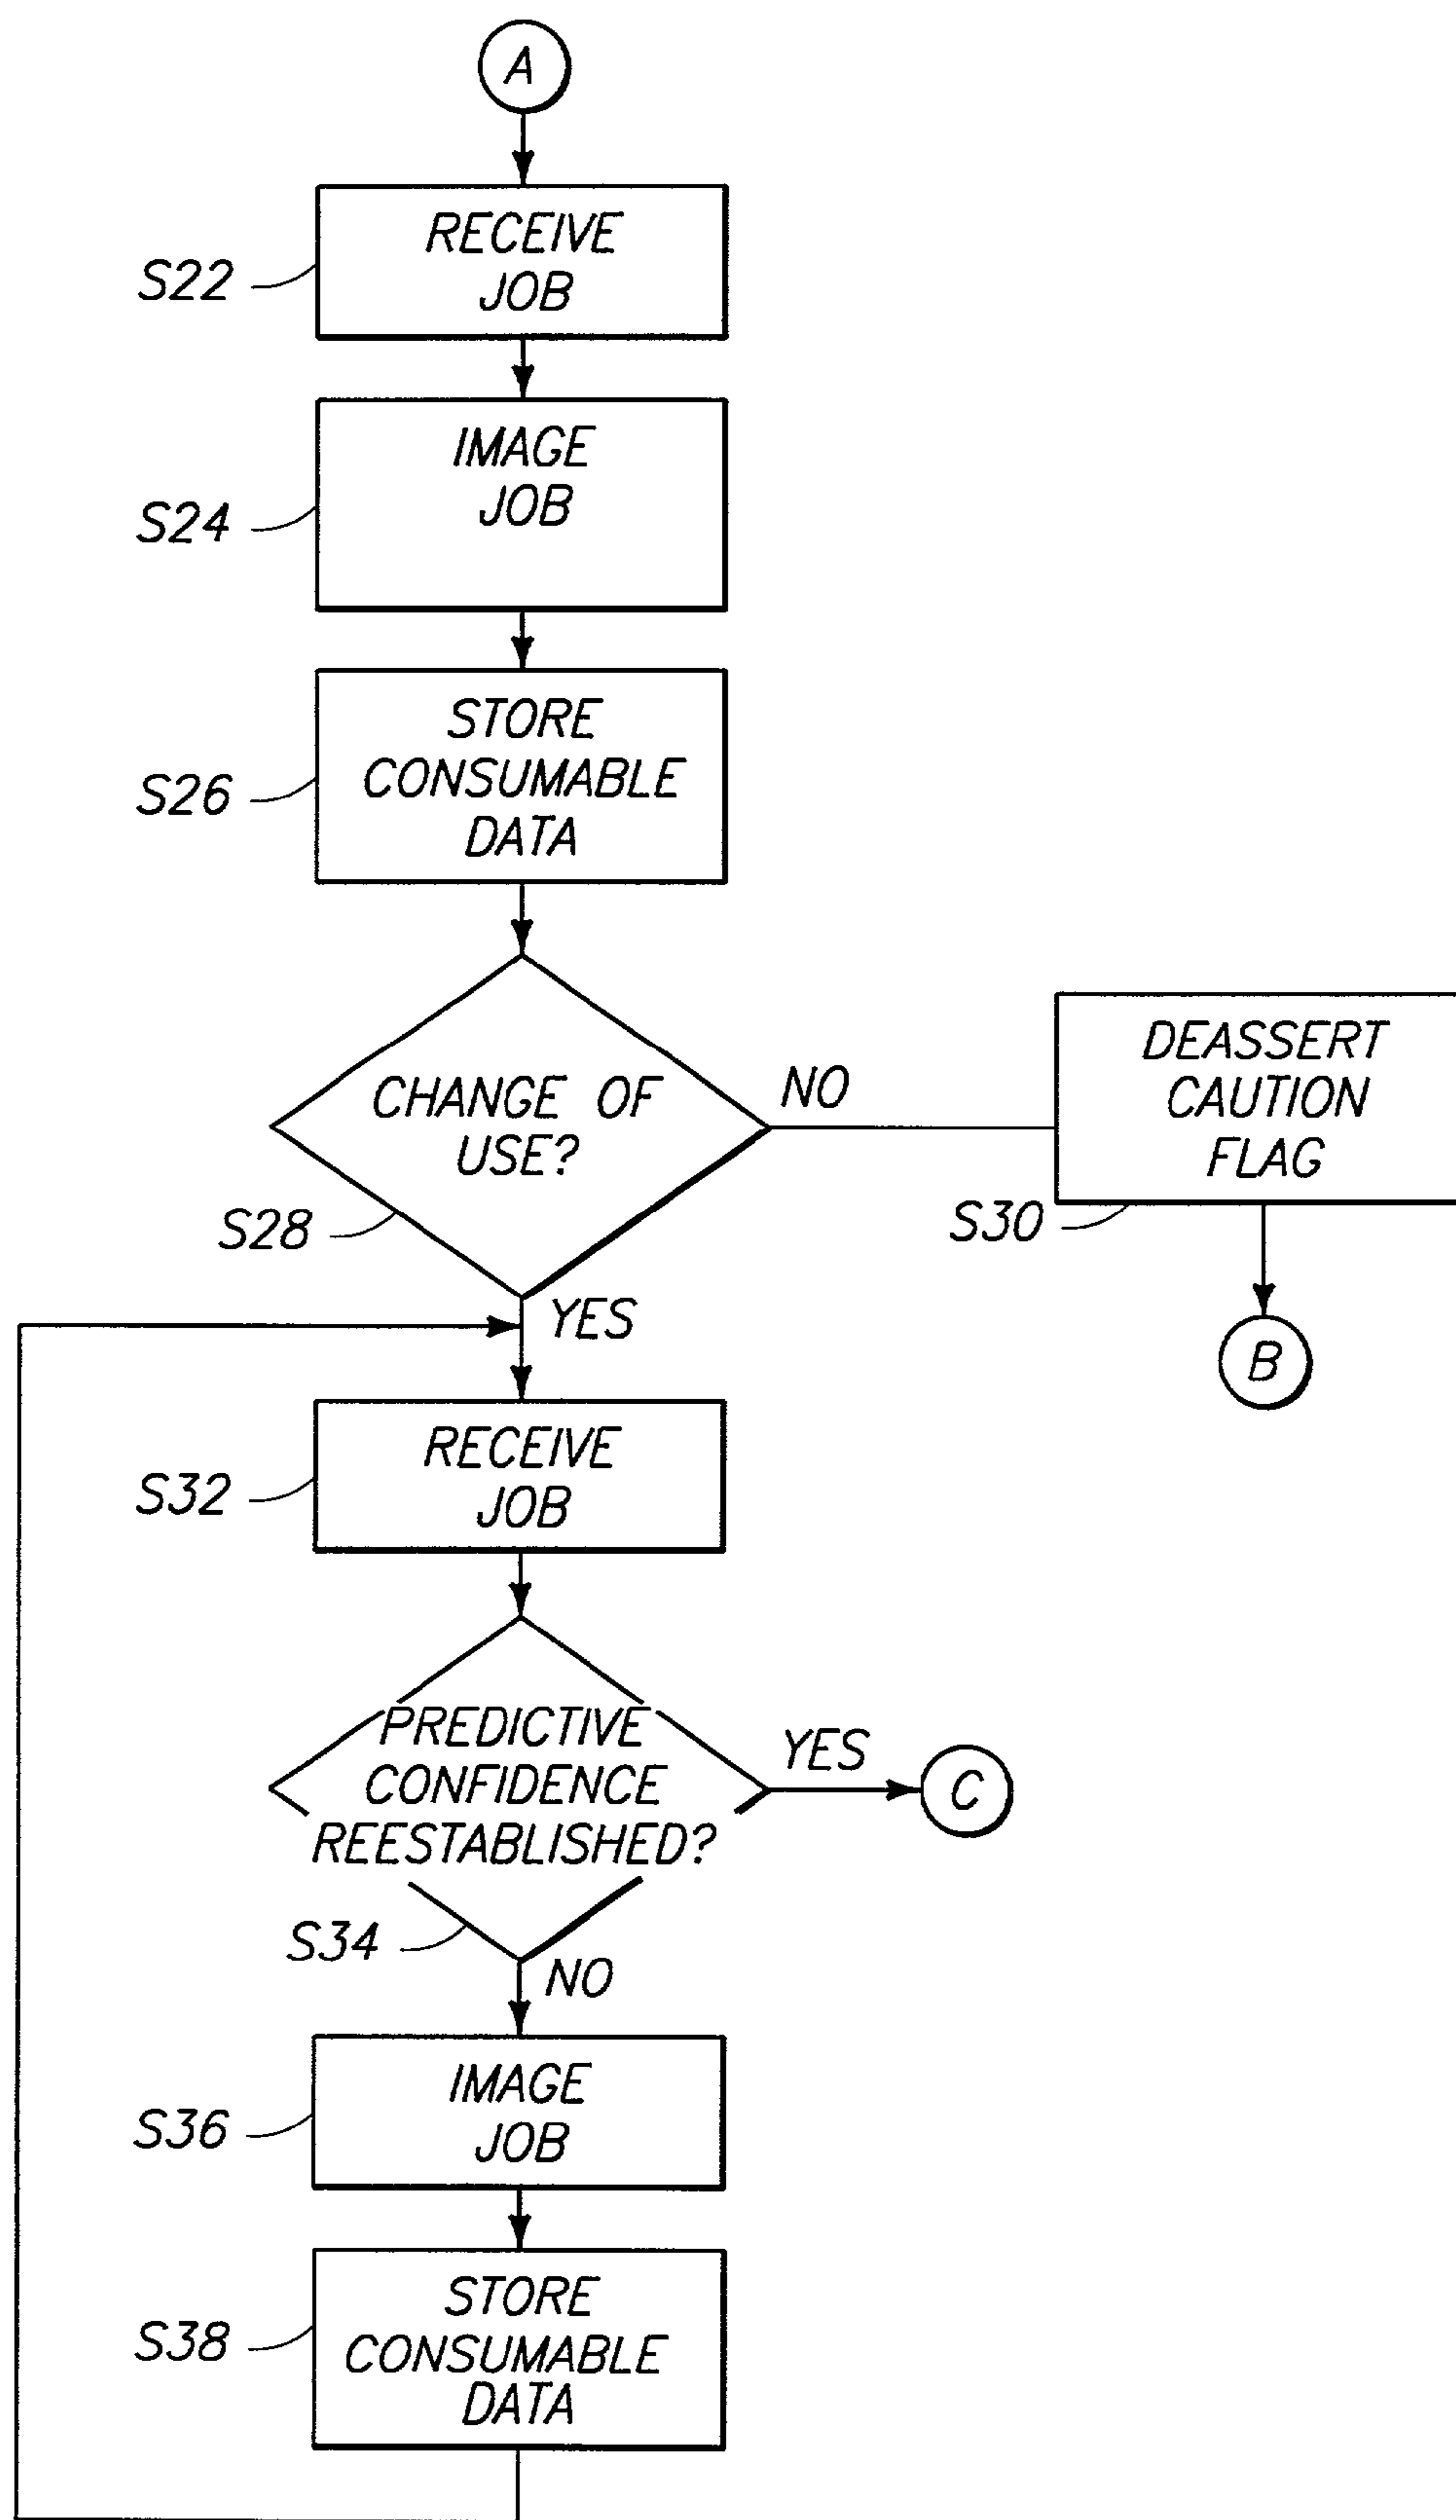 A
RECEIVE
JOB
S22
IMAGE
JOB
S24
STORE
CONSUMABLE
DATA
S26
CHANGE OF
USE?
S28
NO
DEASSERT
CAUTION
FLAG
S30
B
YES
RECEIVE
JOB
S32
PREDICTIVE
CONFIDENCE
REESTABLISHED?
S34
YES
C
NO
IMAGE
JOB
S36
STORE
CONSUMABLE
DATA
S38